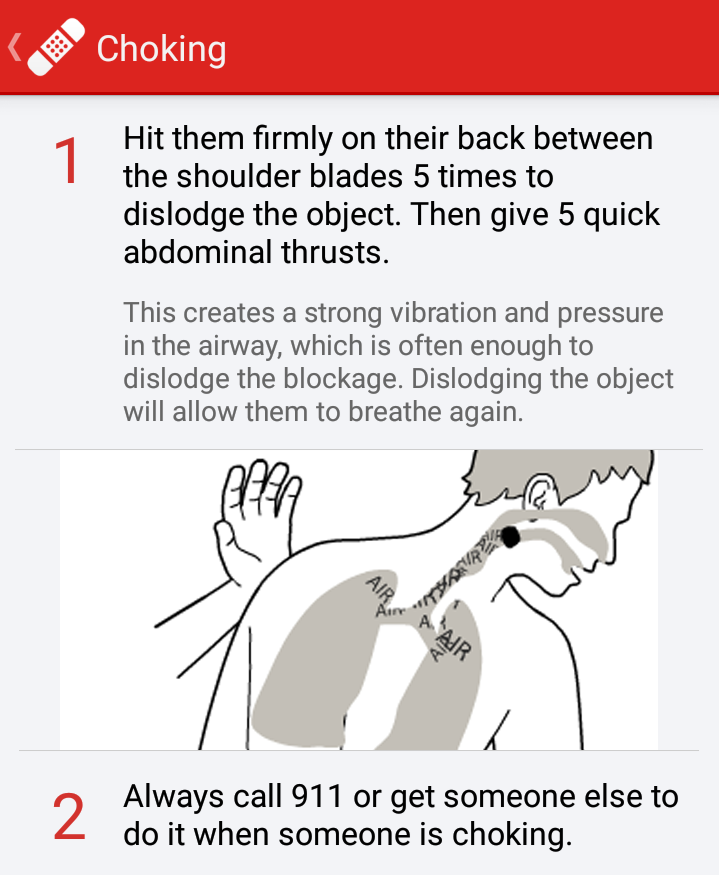 Choking
1
Hit them firmly on their back between
the shoulder blades 5 times to
dislodge the object. Then give 5 quick
abdominal thrusts.
This creates a strong vibration and pressure
in the airway, which is often enough to
dislodge the blockage. Dislodging the object
will allow them to breathe again.
AIR
AIR
AIR
AIR
2
Always call 911 or get someone else to
do it when someone is choking.